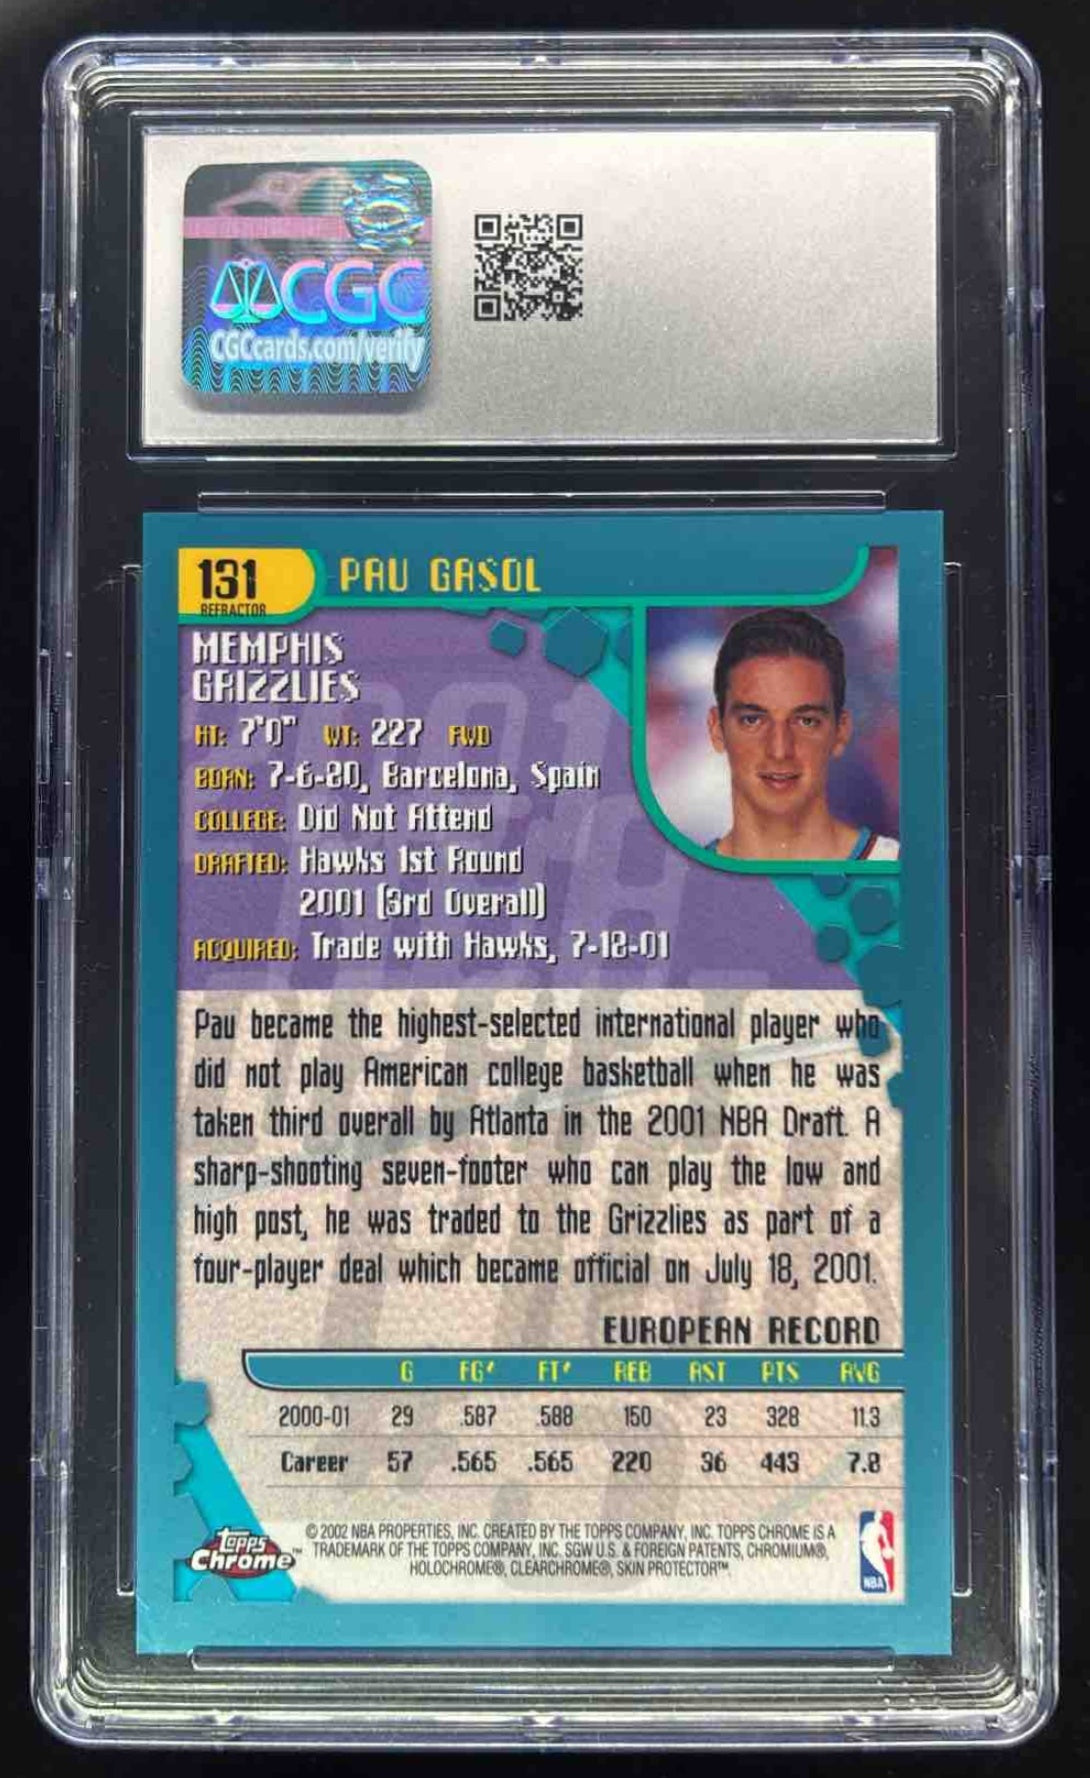 CGC
CGCcards.com/verify
131
REFRACTOR
PAU GASOL
MEMPHIS
GRIZZLIES
HT: 7'0" WT: 227 FWD
BORN: 7-6-80, Barcelona, Spain
COLLEGE: Did Not Attend
DRAFTED: Hawks 1st Round
2001 (3rd Overall)
ACQUIRED: Trade with Hawks, 7-18-01
Pau became the highest-selected international player who
did not play American college basketball when he was
taken third overall by Atlanta in the 2001 NBA Draft. A
sharp-shooting seven-footer who can play the low and
high post, he was traded to the Grizzlies as part of a
four-player deal which became official on July 18, 2001.
EUROPEAN RECORD
G FG% FT% REB AST PTS AVG
2000-01 29 .587 .588 150 23 328 11.3
Career 57 .565 .565 220 36 443 7.8
Topps
Chrome™
© 2002 NBA PROPERTIES, INC. CREATED BY THE TOPPS COMPANY, INC. TOPPS CHROME IS A
TRADEMARK OF THE TOPPS COMPANY, INC. SGW U.S. & FOREIGN PATENTS, CHROMIUM®,
HOLOCHROME®, CLEARCHROME®, SKIN PROTECTOR™.
NBA